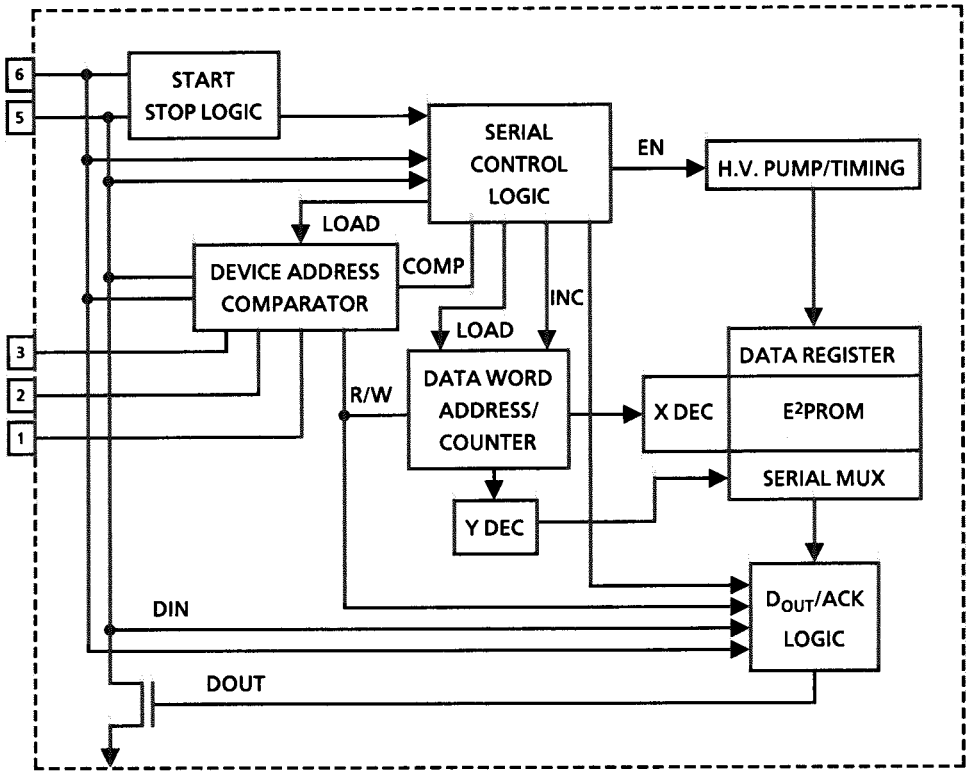 6
START
STOP LOGIC
5
SERIAL
CONTROL
LOGIC
EN
H.V. PUMP/TIMING
LOAD
DEVICE ADDRESS
COMPARATOR
COMP
INC
LOAD
3
2
1
R/W
DATA WORD
ADDRESS/
COUNTER
DATA REGISTER
X DEC
E²PROM
SERIAL MUX
Y DEC
DIN
D_OUT/ACK
LOGIC
DOUT